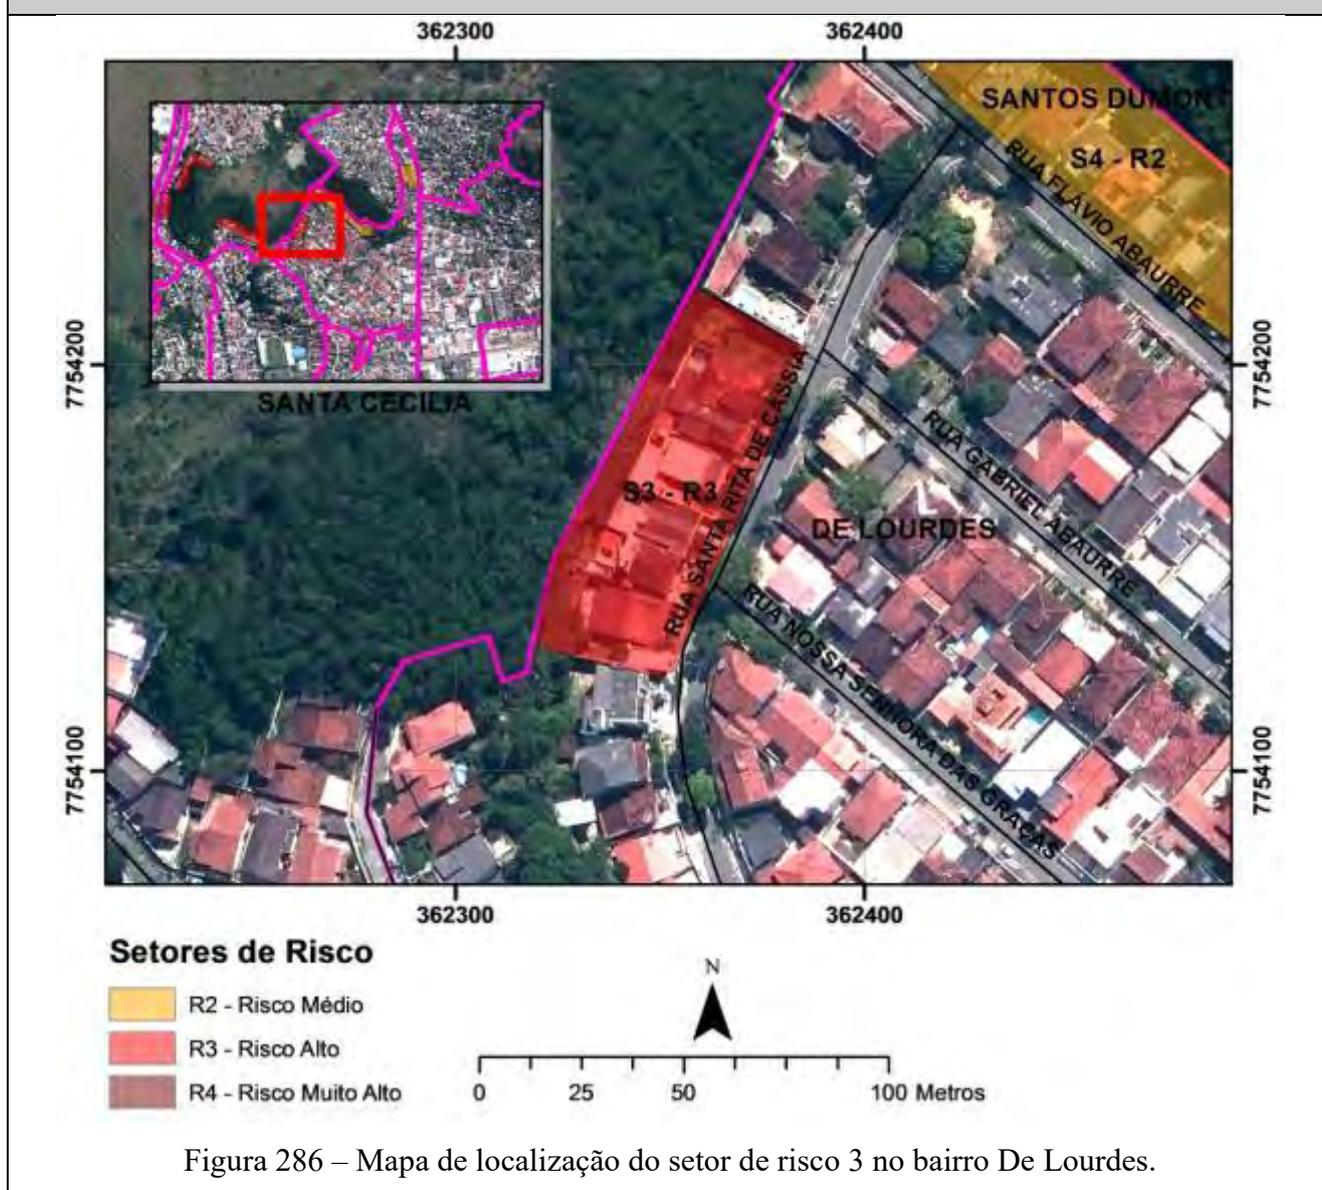 362300 362400
SANTOS DUMONT
S4 - R2
RUA FLAVIO ABAURRE
7754200 7754200
SANTA CECILIA
RUA SANTA RITA DE CASSIA
RUA GABRIEL ABAURRE
S3 - R3
DE LOURDES
RUA NOSSA SENHORA DAS GRAÇAS
7754100 7754100
362300 362400
Setores de Risco
N
R2 - Risco Médio
R3 - Risco Alto
R4 - Risco Muito Alto
0 25 50 100 Metros
Figura 286 – Mapa de localização do setor de risco 3 no bairro De Lourdes.